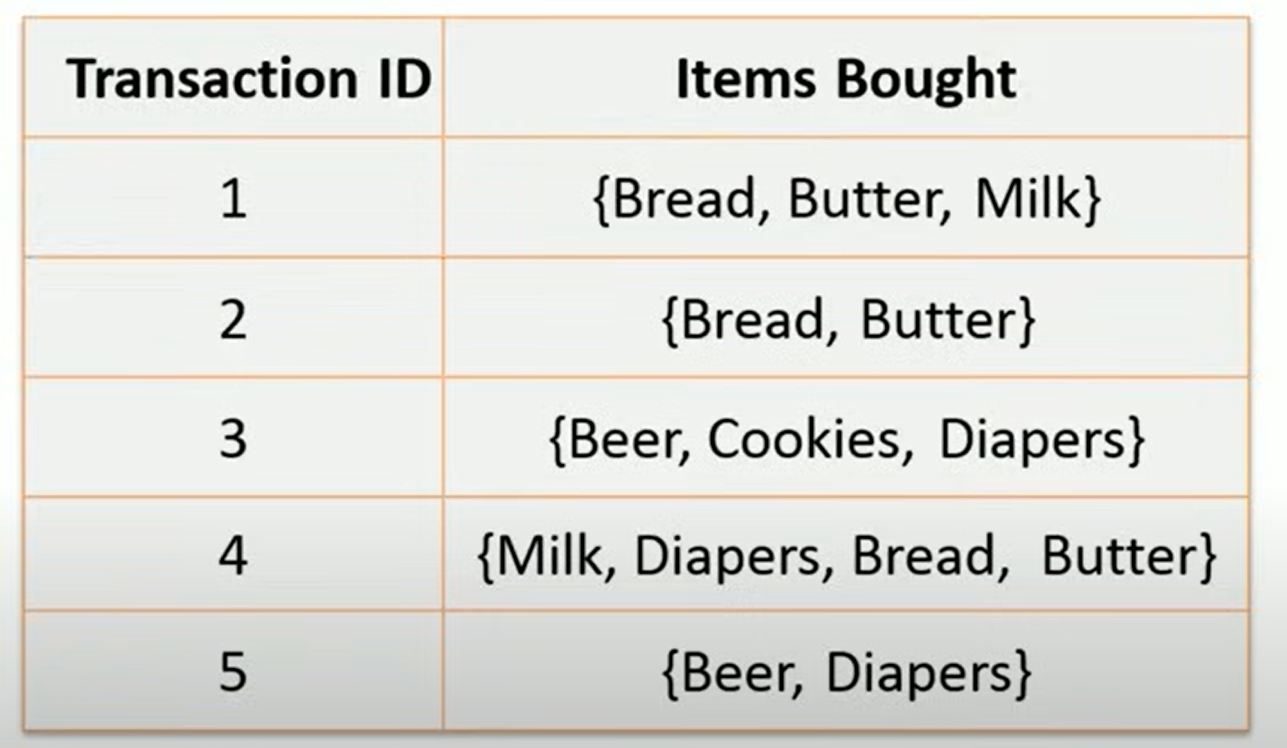 Transaction ID Items Bought
1 {Bread, Butter, Milk}
2 {Bread, Butter}
3 {Beer, Cookies, Diapers}
4 {Milk, Diapers, Bread, Butter}
5 {Beer, Diapers}